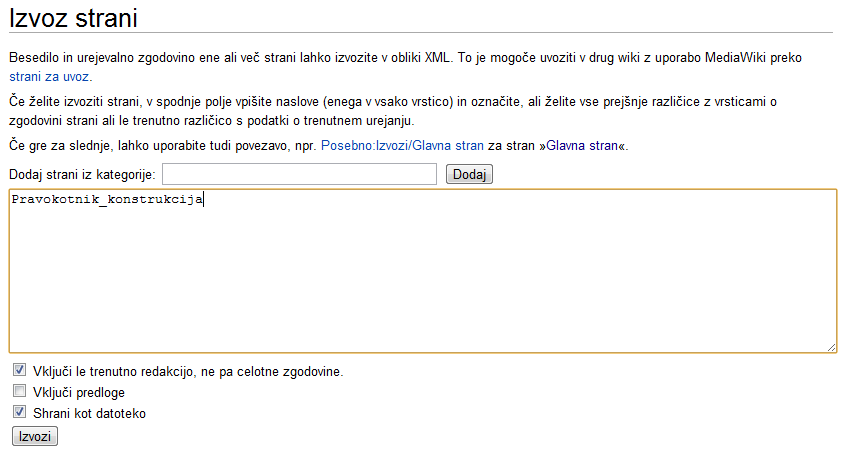 Izvoz strani
Besedilo in urejevalno zgodovino ene ali več strani lahko izvozite v obliki XML. To je mogoče uvoziti v drug wiki z uporabo MediaWiki preko
strani za uvoz.
Če želite izvoziti strani, v spodnje polje vpišite naslove (enega v vsako vrstico) in označite, ali želite vse prejšnje različice z vrsticami o
zgodovini strani ali le trenutno različico s podatki o trenutnem urejanju.
Če gre za slednje, lahko uporabite tudi povezavo, npr. Posebno:Izvozi/Glavna stran za stran »Glavna stran«.
Dodaj strani iz kategorije: Dodaj
Pravokotnik_konstrukcija
Vključi le trenutno redakcijo, ne pa celotne zgodovine.
Vključi predloge
Shrani kot datoteko
Izvozi